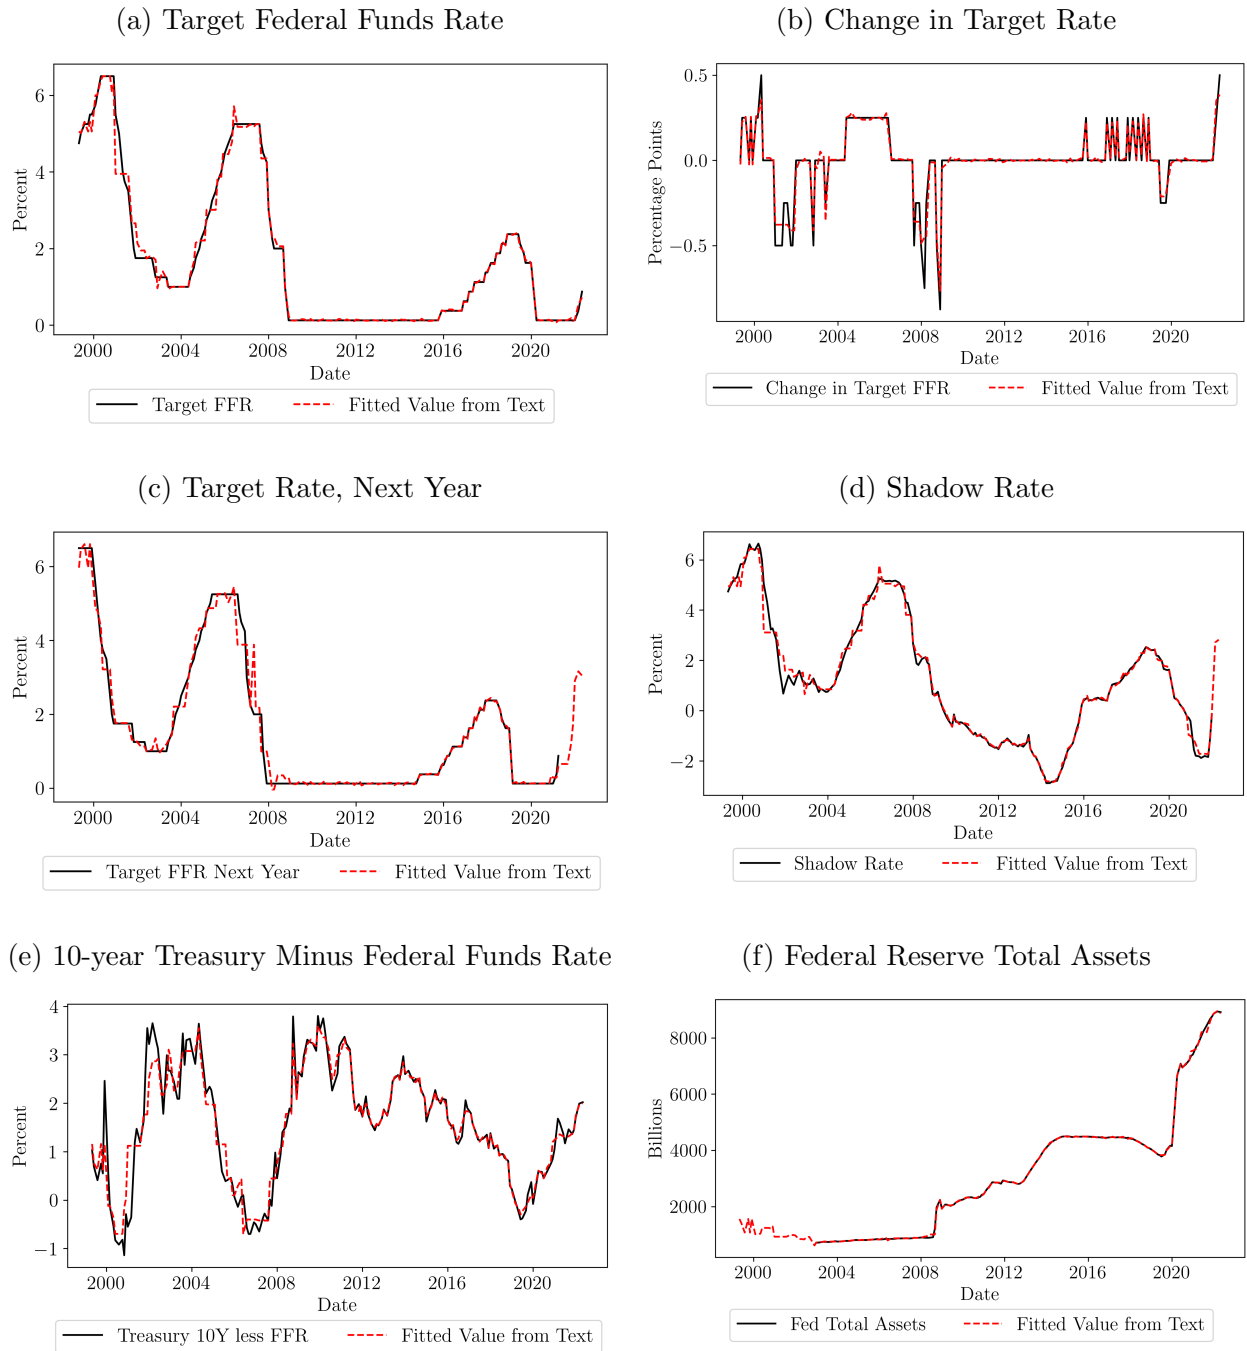 (a) Target Federal Funds Rate
Percent
6
4
2
0
2000 2004 2008 2012 2016 2020
Date
Target FFR Fitted Value from Text
(b) Change in Target Rate
Percentage Points
0.5
0.0
−0.5
2000 2004 2008 2012 2016 2020
Date
Change in Target FFR Fitted Value from Text
(c) Target Rate, Next Year
Percent
6
4
2
0
2000 2004 2008 2012 2016 2020
Date
Target FFR Next Year Fitted Value from Text
(d) Shadow Rate
Percent
6
4
2
0
−2
2000 2004 2008 2012 2016 2020
Date
Shadow Rate Fitted Value from Text
(e) 10-year Treasury Minus Federal Funds Rate
Percent
4
3
2
1
0
−1
2000 2004 2008 2012 2016 2020
Date
Treasury 10Y less FFR Fitted Value from Text
(f) Federal Reserve Total Assets
Billions
8000
6000
4000
2000
2000 2004 2008 2012 2016 2020
Date
Fed Total Assets Fitted Value from Text